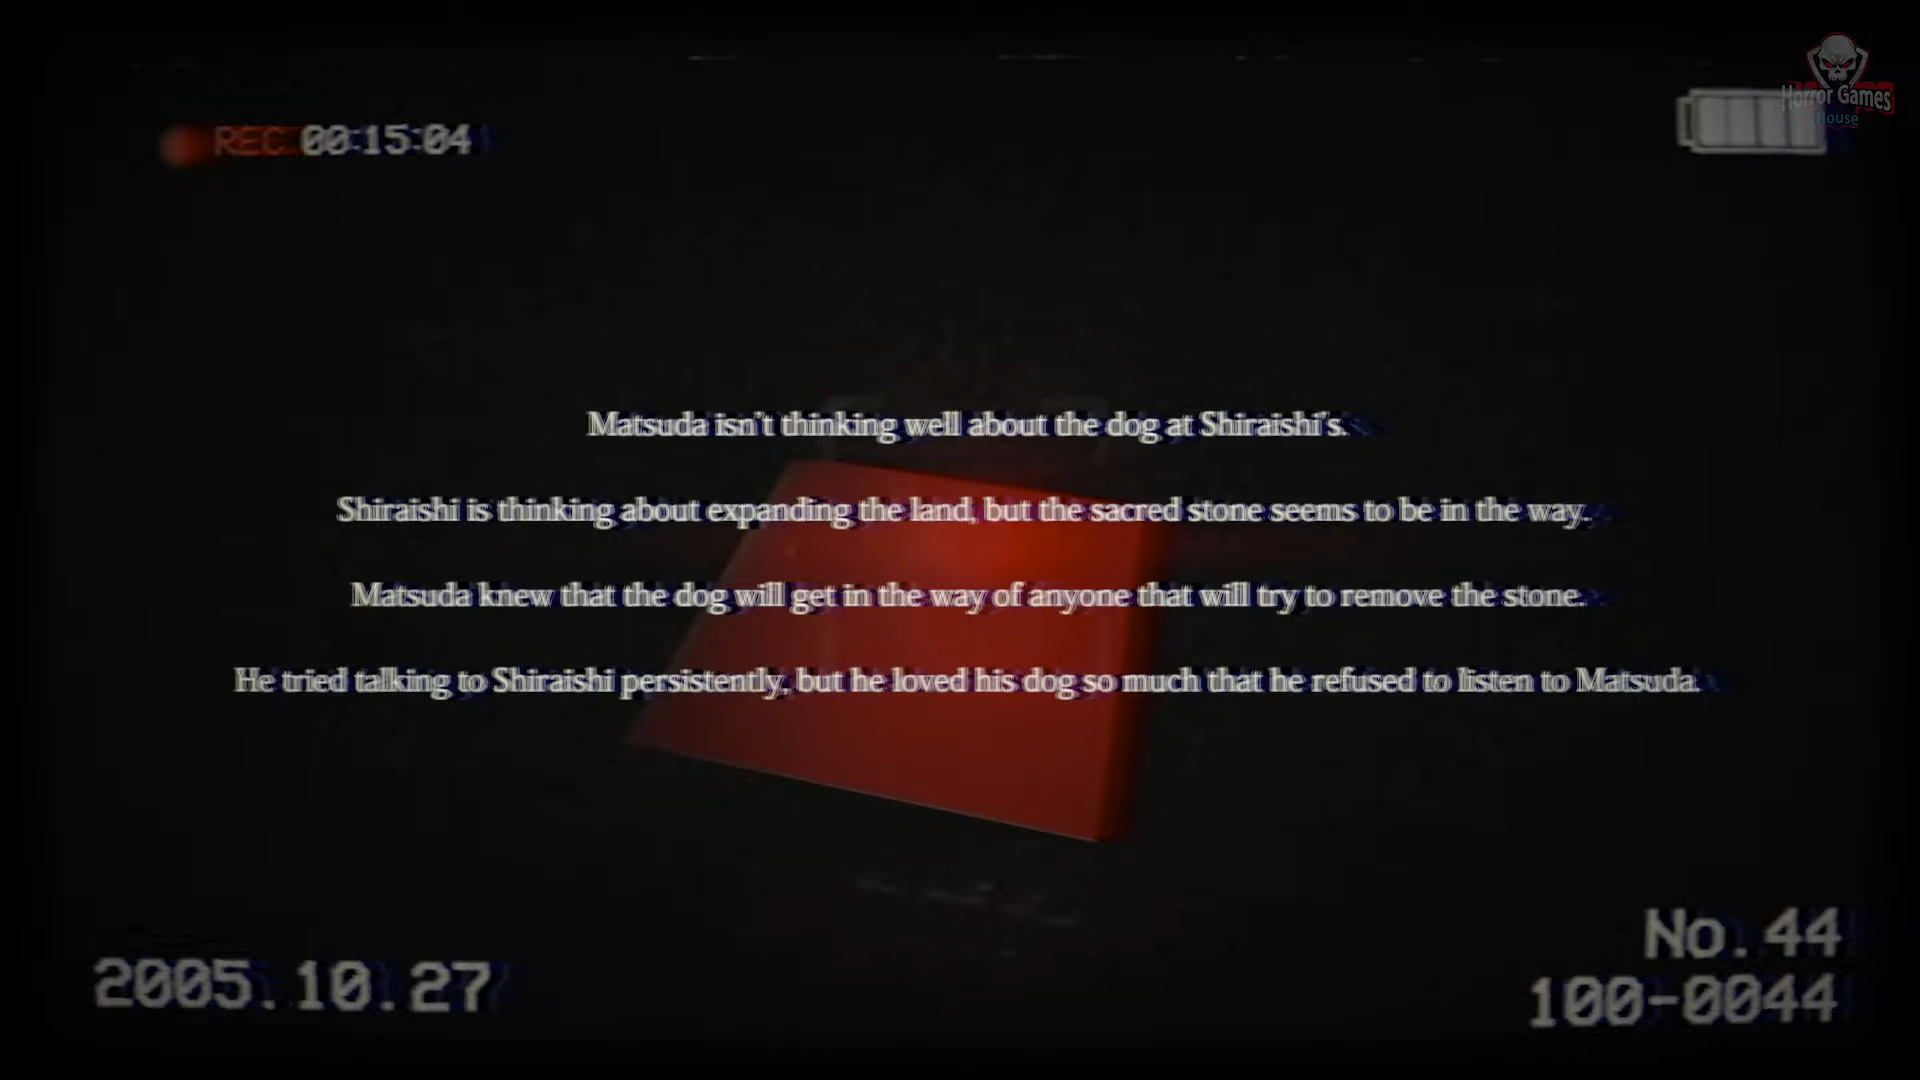 Horror Games
House
REC 00:15:04
Matsuda isn't thinking well about the dog at Shiraishi's.
Shiraishi is thinking about expanding the land, but the sacred stone seems to be in the way.
Matsuda knew that the dog will get in the way of anyone that will try to remove the stone.
He tried talking to Shiraishi persistently, but he loved his dog so much that he refused to listen to Matsuda.
2005.10.27
No.44
100-0044